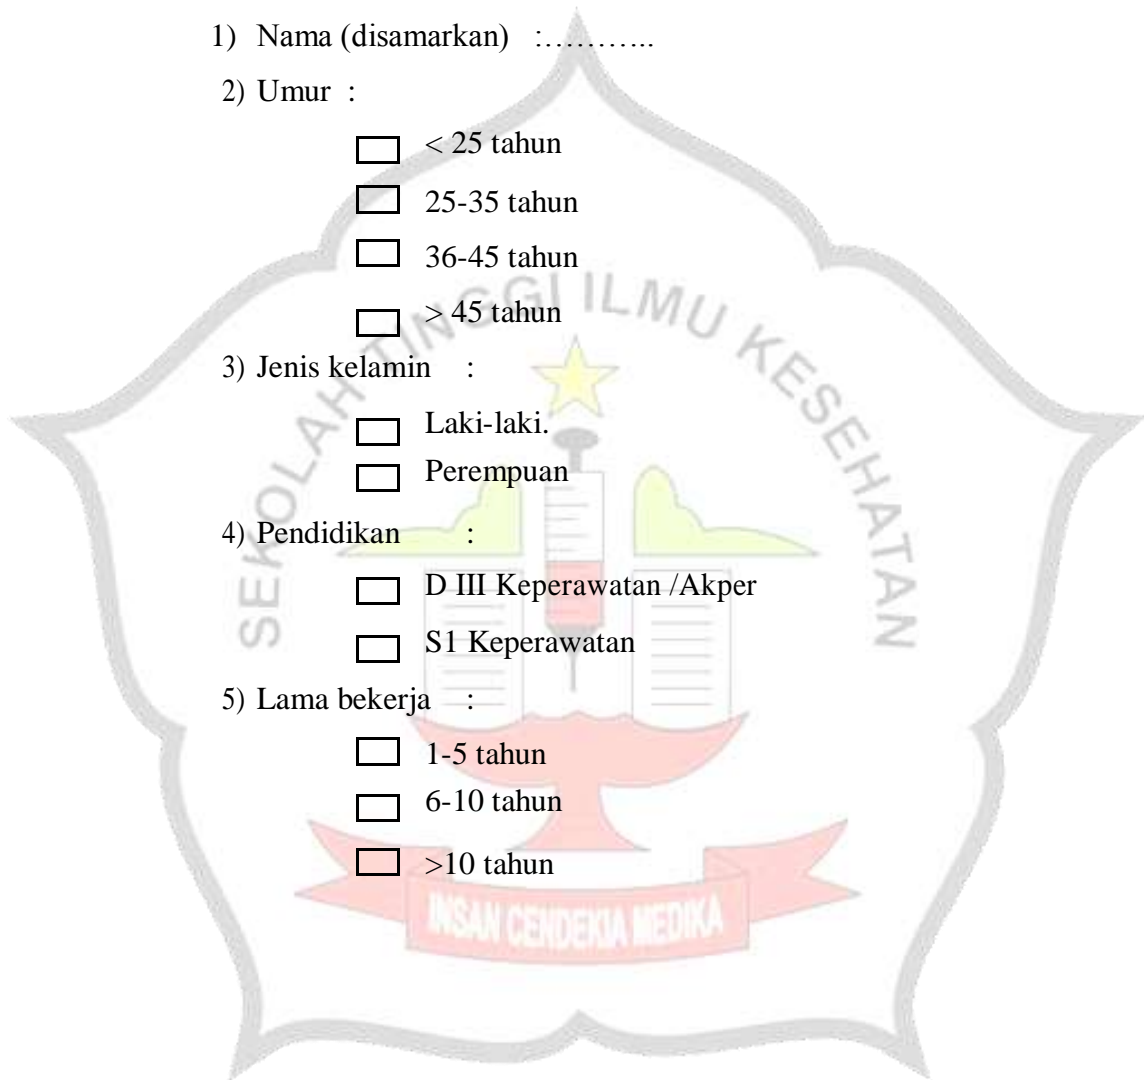 1) Nama (disamarkan) :………..
2) Umur :
< 25 tahun
25-35 tahun
36-45 tahun
> 45 tahun
3) Jenis kelamin :
Laki-laki.
Perempuan
4) Pendidikan :
D III Keperawatan /Akper
S1 Keperawatan
5) Lama bekerja :
1-5 tahun
6-10 tahun
>10 tahun
SEKOLAH TINGGI ILMU KESEHATAN
INSAN CENDEKIA MEDIKA